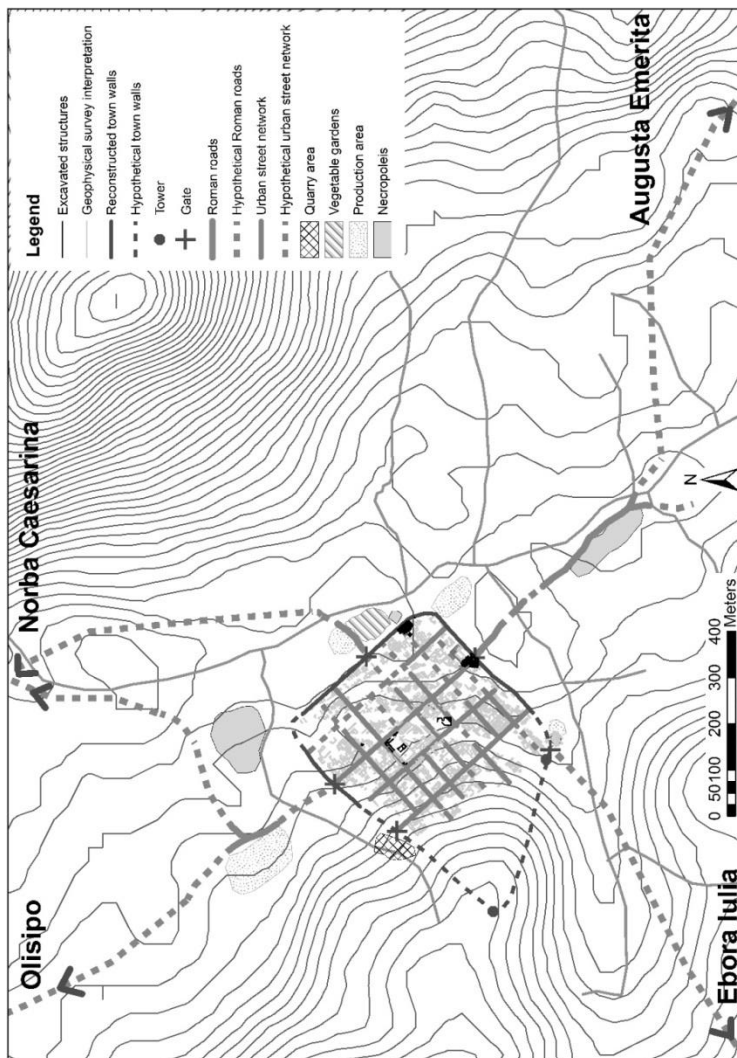 Olisipo
Norba Caesarina
Legend
Excavated structures
Geophysical survey interpretation
Reconstructed town walls
Hypothetical town walls
Tower
Gate
Roman roads
Hypothetical Roman roads
Urban street network
Hypothetical urban street network
Quarry area
Vegetable gardens
Production area
Necropoleis
Ebora Iulia
0 50 100 200 300 400
Meters
N
Augusta Emerita